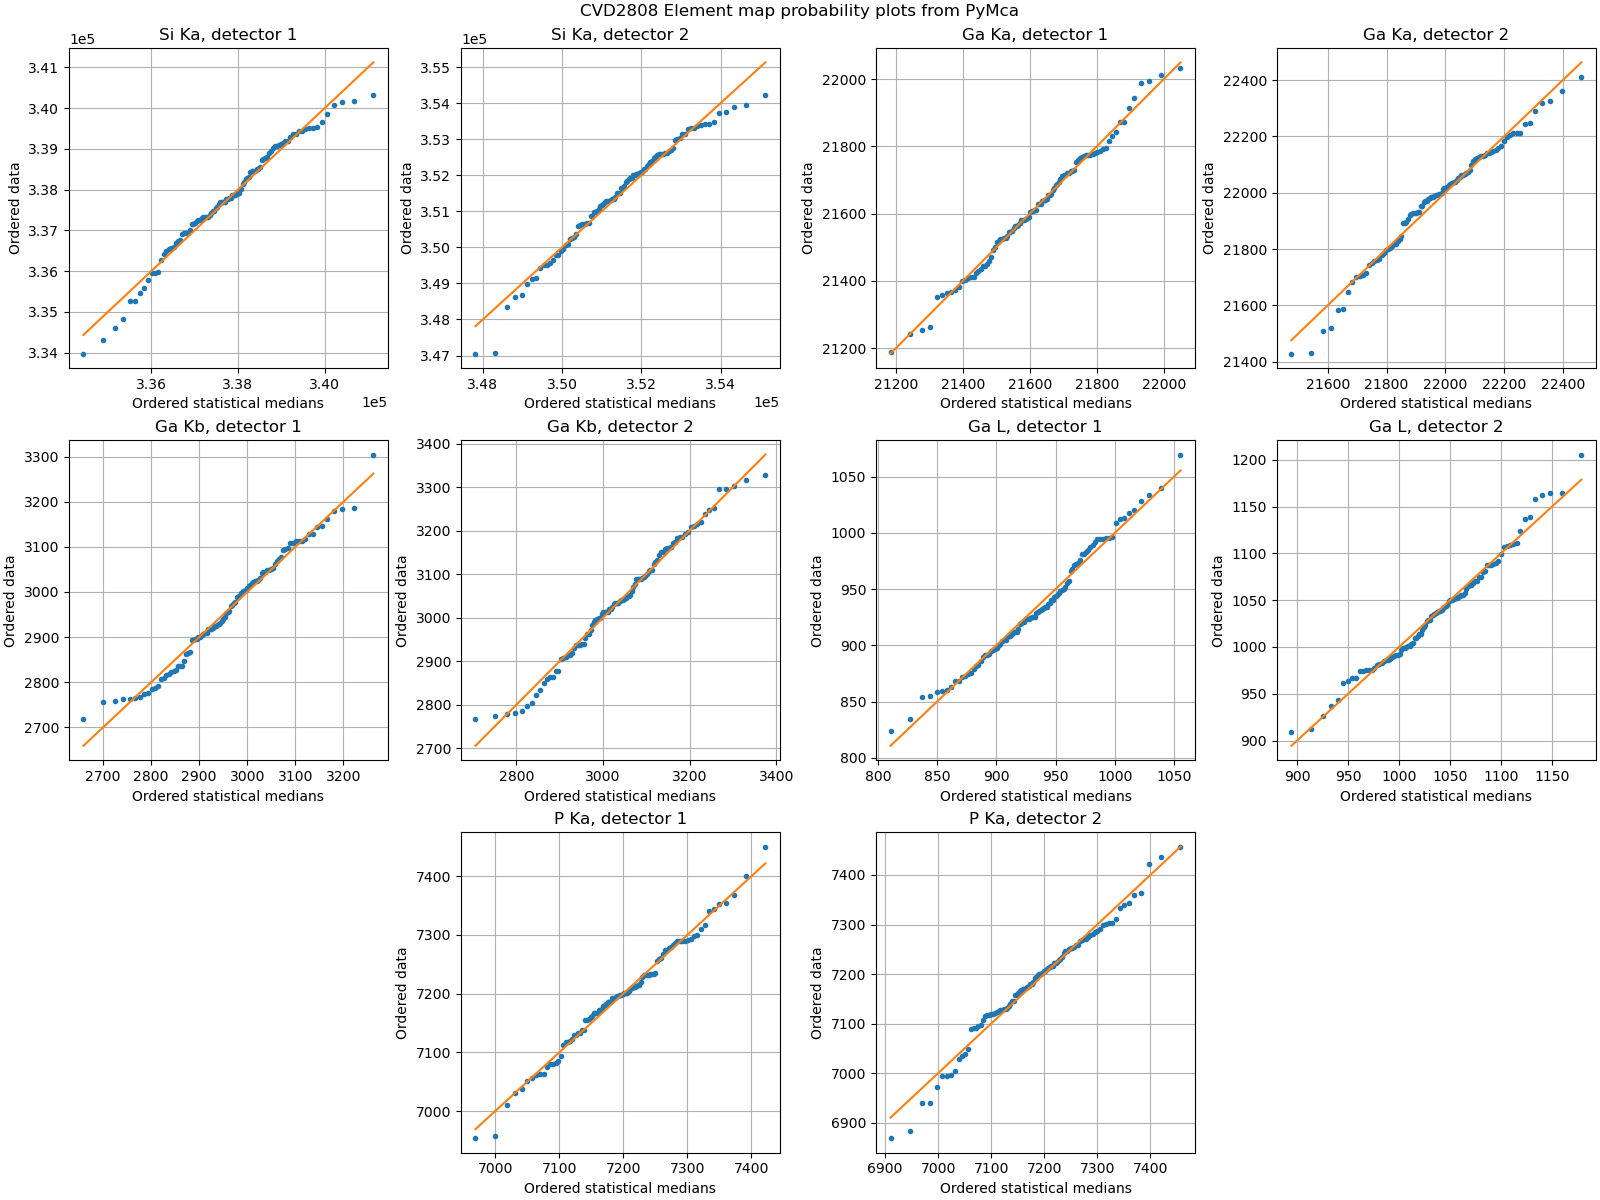 CVD2808 Element map probability plots from PyMca
Si Ka, detector 1
1e5
3.41
3.40
3.39
3.38
3.37
3.36
3.35
3.34
Ordered data
3.36 3.38 3.40
Ordered statistical medians
1e5
Si Ka, detector 2
1e5
3.55
3.54
3.53
3.52
3.51
3.50
3.49
3.48
3.47
Ordered data
3.48 3.50 3.52 3.54
Ordered statistical medians
1e5
Ga Ka, detector 1
22000
21800
21600
21400
21200
Ordered data
21200 21400 21600 21800 22000
Ordered statistical medians
Ga Ka, detector 2
22400
22200
22000
21800
21600
21400
Ordered data
21600 21800 22000 22200 22400
Ordered statistical medians
Ga Kb, detector 1
3300
3200
3100
3000
2900
2800
2700
Ordered data
2700 2800 2900 3000 3100 3200
Ordered statistical medians
Ga Kb, detector 2
3400
3300
3200
3100
3000
2900
2800
2700
Ordered data
2800 3000 3200 3400
Ordered statistical medians
Ga L, detector 1
1050
1000
950
900
850
800
Ordered data
800 850 900 950 1000 1050
Ordered statistical medians
Ga L, detector 2
1200
1150
1100
1050
1000
950
900
Ordered data
900 950 1000 1050 1100 1150
Ordered statistical medians
P Ka, detector 1
7400
7300
7200
7100
7000
Ordered data
7000 7100 7200 7300 7400
Ordered statistical medians
P Ka, detector 2
7400
7300
7200
7100
7000
6900
Ordered data
6900 7000 7100 7200 7300 7400
Ordered statistical medians